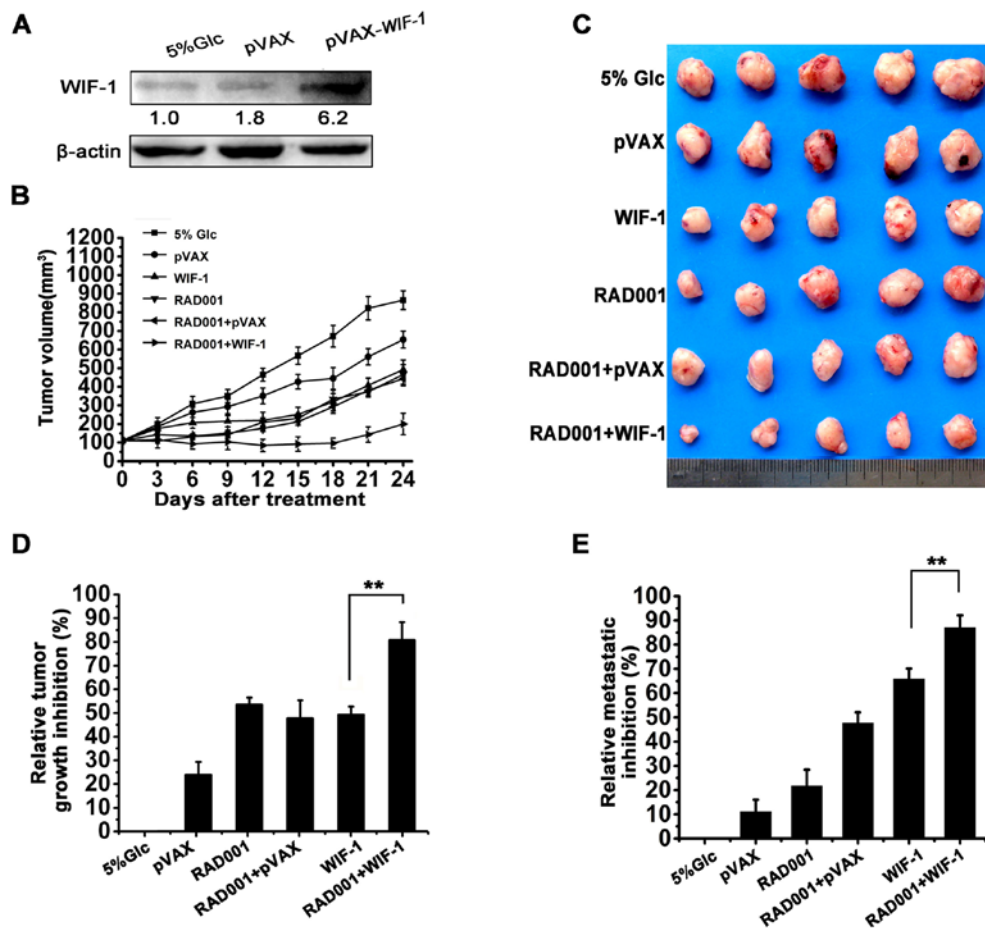 A
5%Glc pVAX pVAX-WIF-1
WIF-1
1.0 1.8 6.2
β-actin
B
1200
1100
1000
900
800
700
600
500
400
300
200
100
0 3 6 9 12 15 18 21 24
Tumor volume(mm³)
Days after treatment
5% Glc
pVAX
WIF-1
RAD001
RAD001+pVAX
RAD001+WIF-1
C
5% Glc
pVAX
WIF-1
RAD001
RAD001+pVAX
RAD001+WIF-1
D
Relative tumor
growth inhibition (%)
100
90
80
70
60
50
40
30
20
10
0
**
5%Glc pVAX RAD001 RAD001+pVAX WIF-1 RAD001+WIF-1
E
Relative metastatic
inhibition (%)
100
90
80
70
60
50
40
30
20
10
0
**
5%Glc pVAX RAD001 RAD001+pVAX WIF-1 RAD001+WIF-1